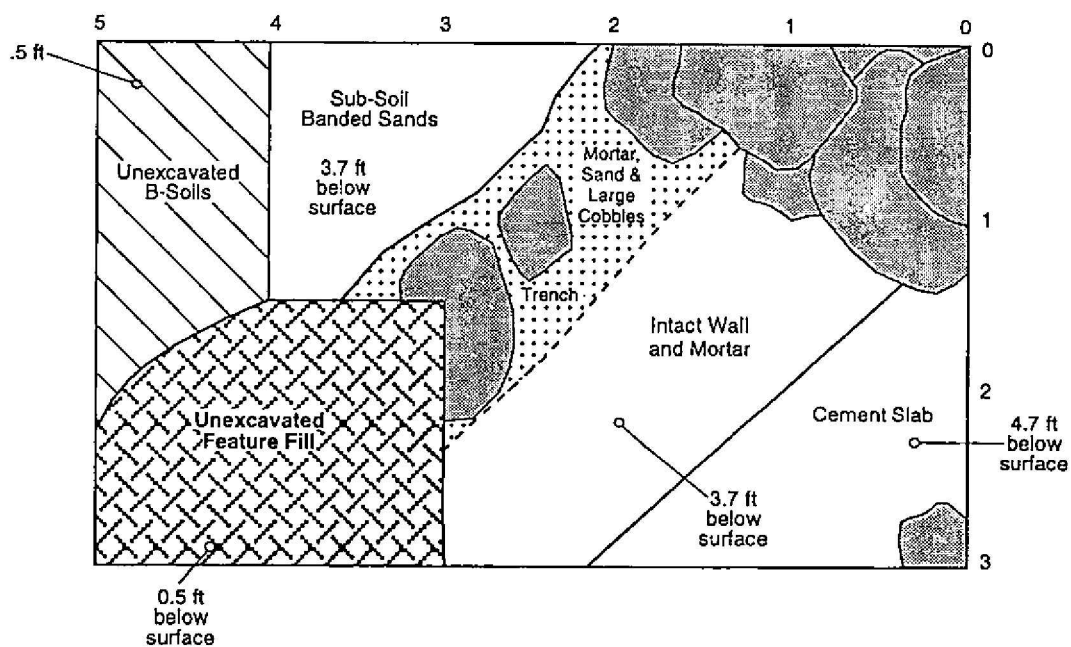 5
4
3
2
1
0
0
.5 ft
Sub-Soil
Banded Sands
3.7 ft
below
surface
Unexcavated
B-Soils
Mortar,
Sand &
Large
Cobbles
1
Trench
Intact Wall
and Mortar
2
Unexcavated
Feature Fill
Cement Slab
4.7 ft
below
surface
3.7 ft
below
surface
3
0.5 ft
below
surface